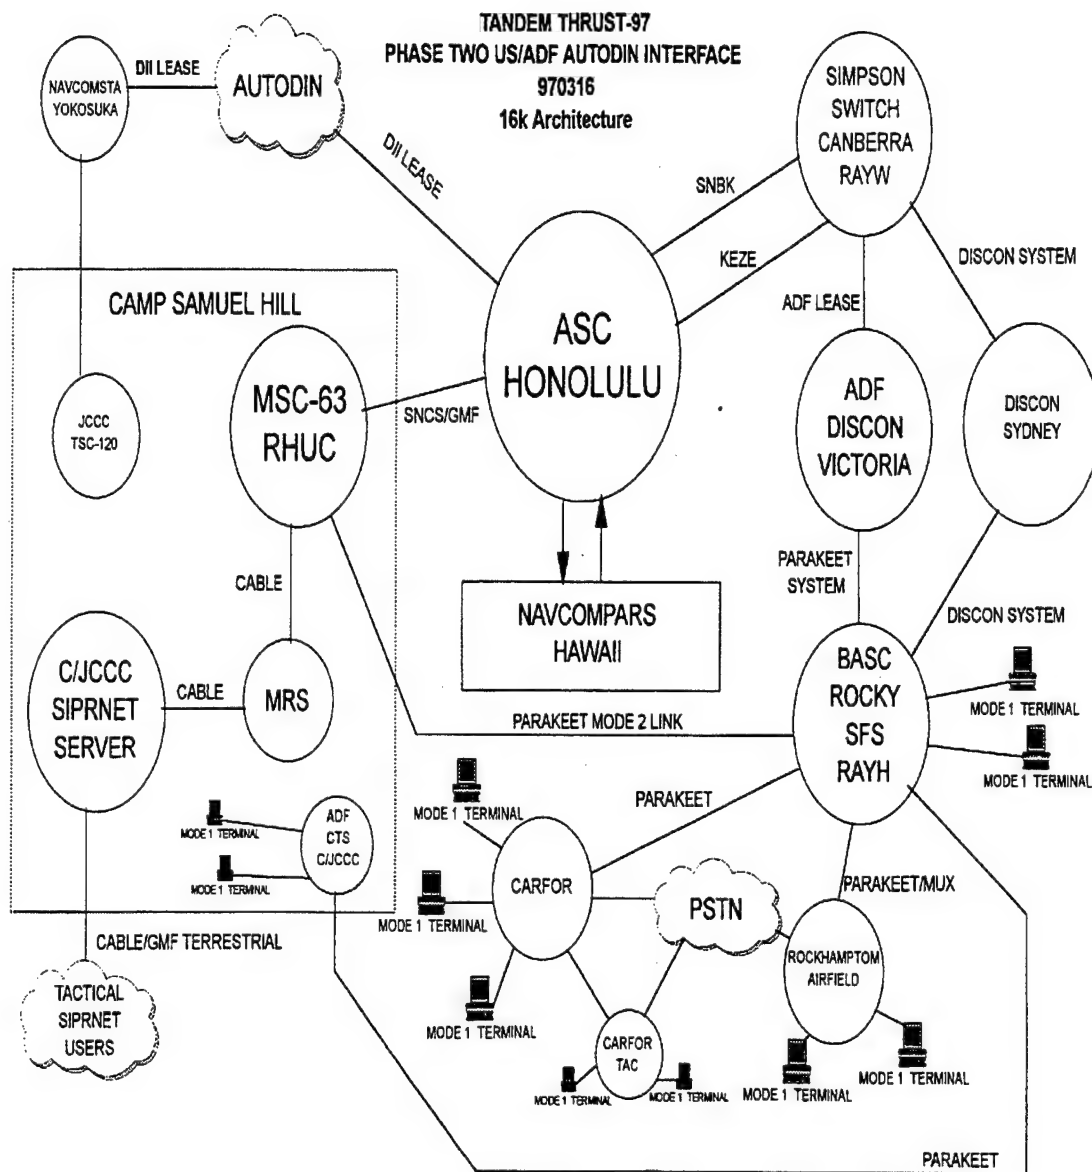 TANDEM THRUST-97
PHASE TWO US/ADF AUTODIN INTERFACE
970316
16k Architecture
NAVCOMSTA
YOKOSUKA
DII LEASE
AUTODIN
DII LEASE
SIMPSON
SWITCH
CANBERRA
RAYW
SNBK
KEZE
DISCON SYSTEM
ADF LEASE
CAMP SAMUEL HILL
ASC
HONOLULU
MSC-63
RHUC
SNCS/GMF
JCCC
TSC-120
ADF
DISCON
VICTORIA
DISCON
SYDNEY
CABLE
PARAKEET
SYSTEM
NAVCOMPARS
HAWAII
DISCON SYSTEM
C/JCCC
SIPRNET
SERVER
CABLE
MRS
PARAKEET MODE 2 LINK
BASC
ROCKY
SFS
RAYH
MODE 1 TERMINAL
MODE 1 TERMINAL
PARAKEET
MODE 1 TERMINAL
MODE 1 TERMINAL
MODE 1 TERMINAL
ADF
CTS
C/JCCC
CARFOR
MODE 1 TERMINAL
PSTN
PARAKEET/MUX
CABLE/GMF TERRESTRIAL
ROCKHAMPTOM
AIRFIELD
TACTICAL
SIPRNET
USERS
MODE 1 TERMINAL
CARFOR
TAC
MODE 1 TERMINAL
MODE 1 TERMINAL
MODE 1 TERMINAL
MODE 1 TERMINAL
PARAKEET